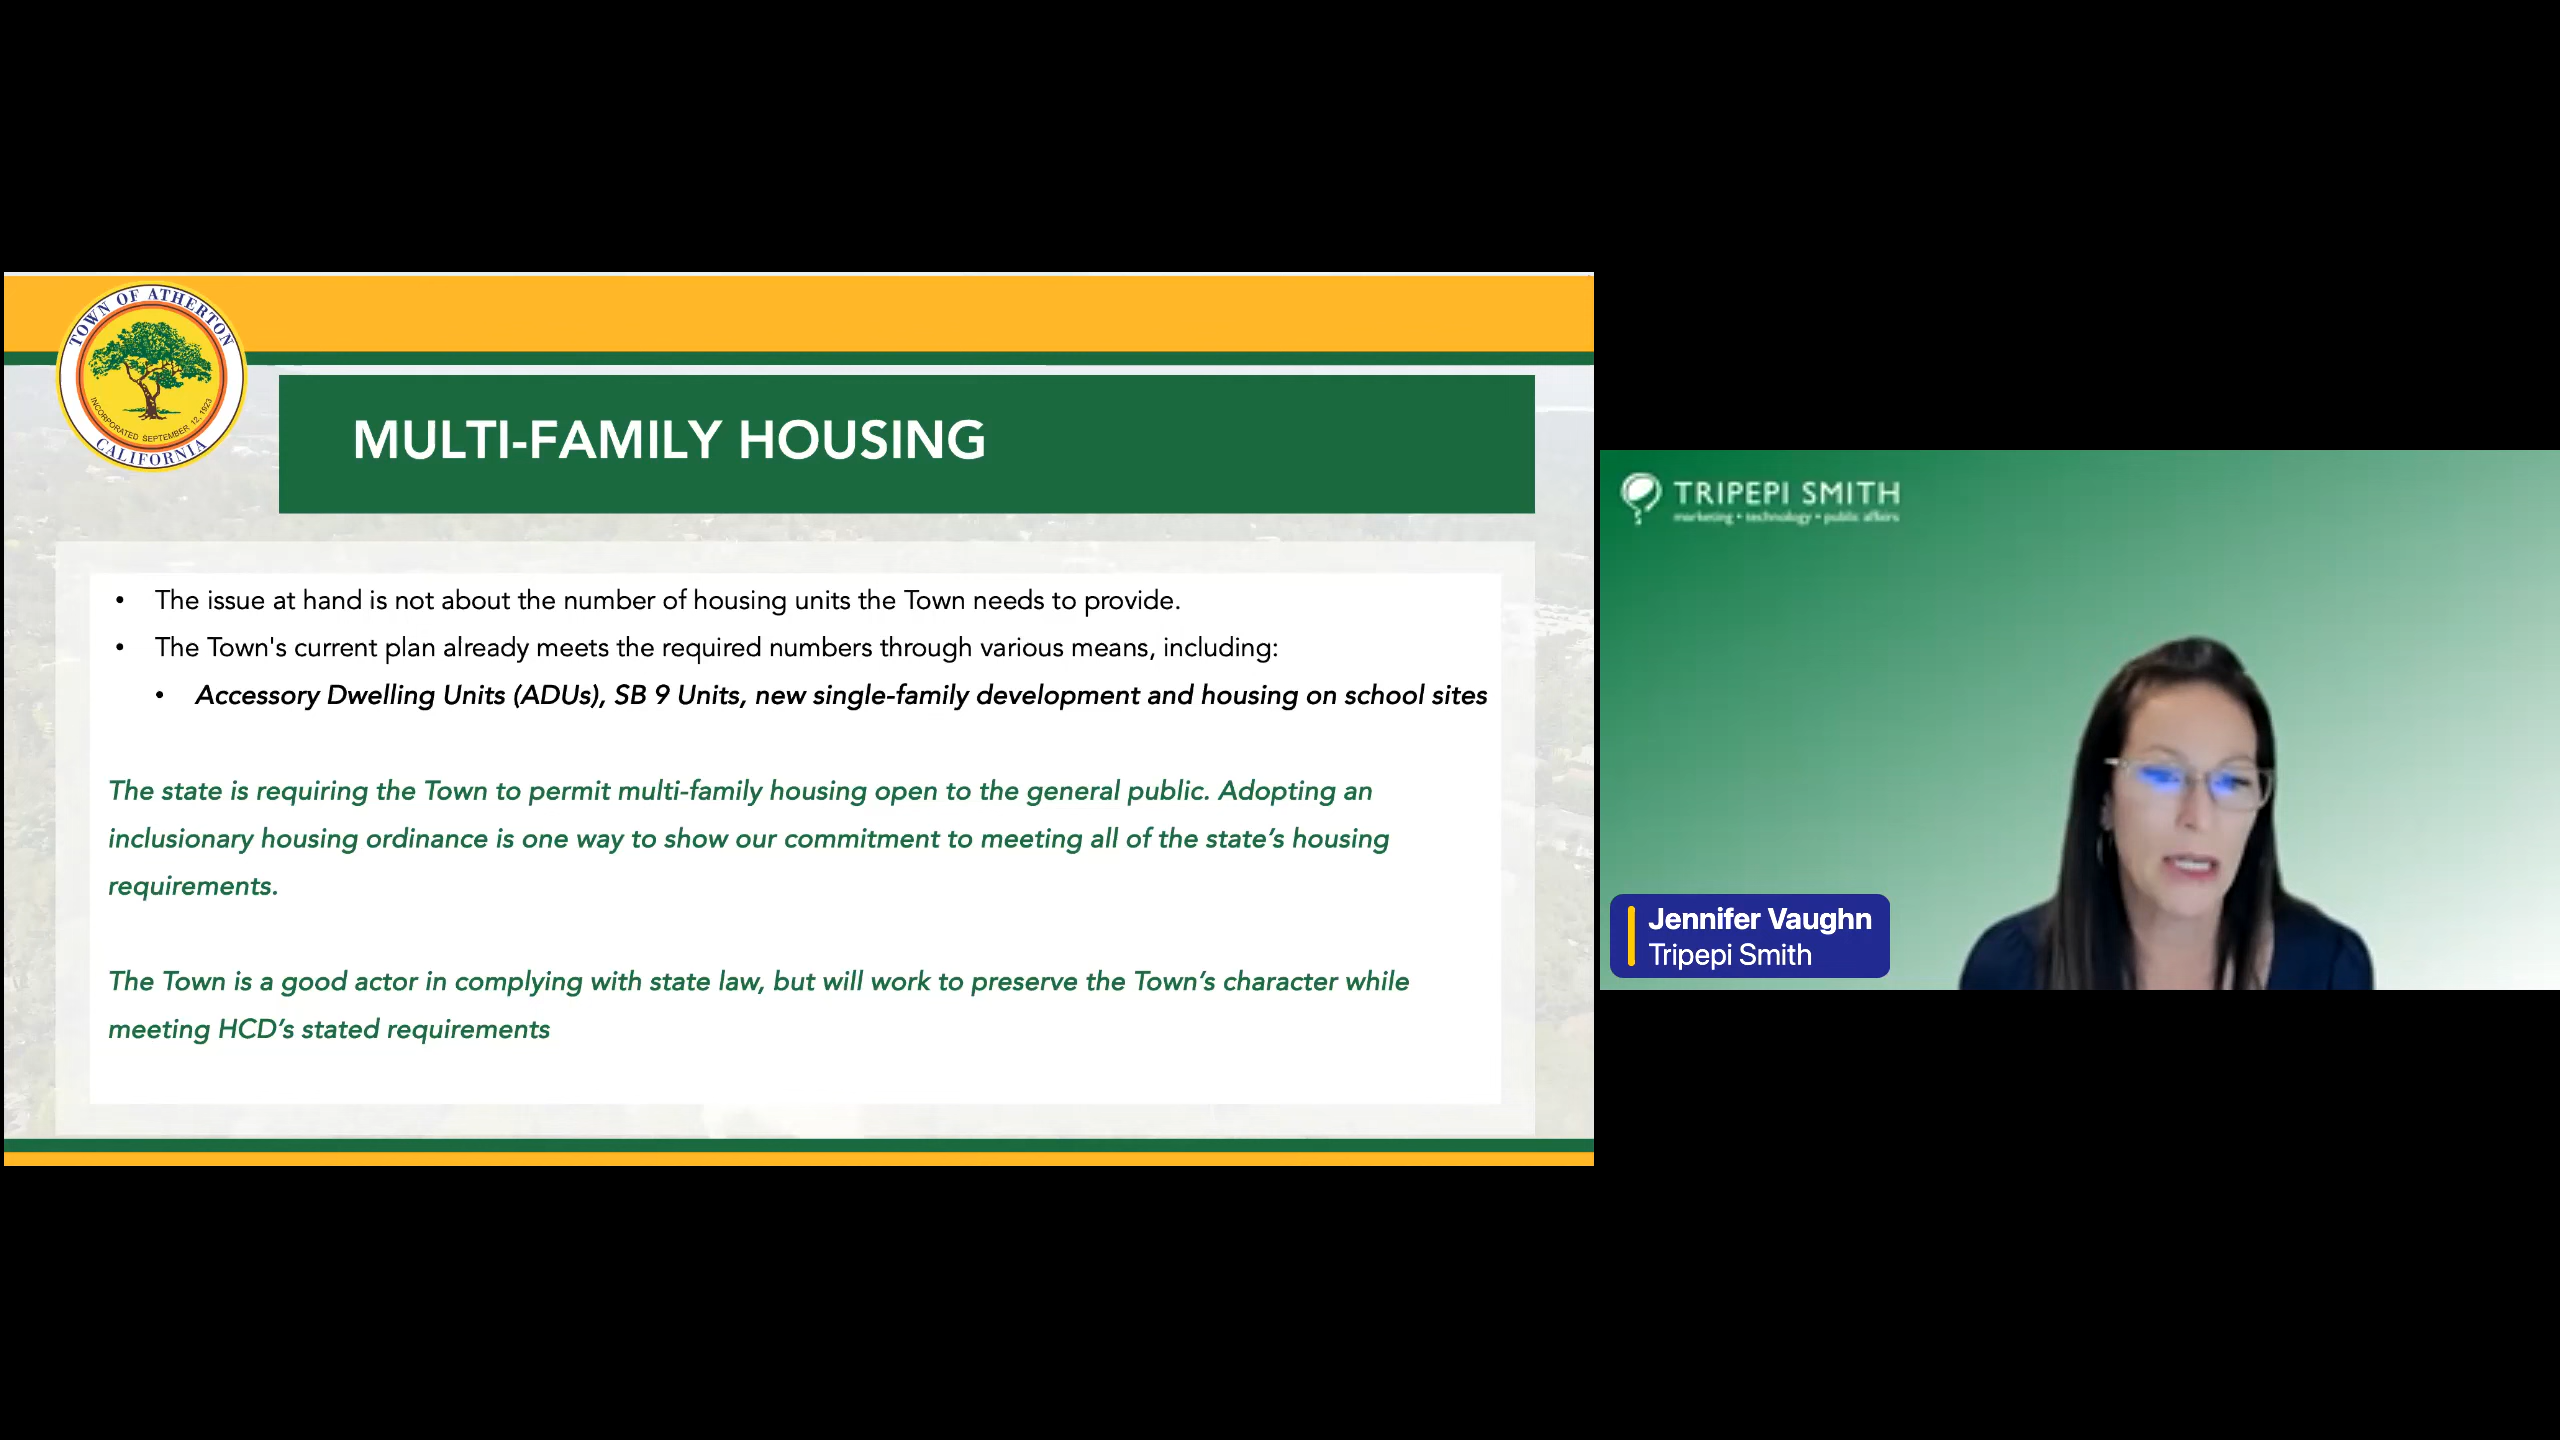 TOWN OF ATHERTON
INCORPORATED SEPTEMBER 12, 1923
CALIFORNIA
MULTI-FAMILY HOUSING
• The issue at hand is not about the number of housing units the Town needs to provide.
• The Town's current plan already meets the required numbers through various means, including:
• Accessory Dwelling Units (ADUs), SB 9 Units, new single-family development and housing on school sites
The state is requiring the Town to permit multi-family housing open to the general public. Adopting an
inclusionary housing ordinance is one way to show our commitment to meeting all of the state’s housing
requirements.
The Town is a good actor in complying with state law, but will work to preserve the Town’s character while
meeting HCD’s stated requirements
TRIPEPI SMITH
marketing • technology • public affairs
Jennifer Vaughn
Tripepi Smith